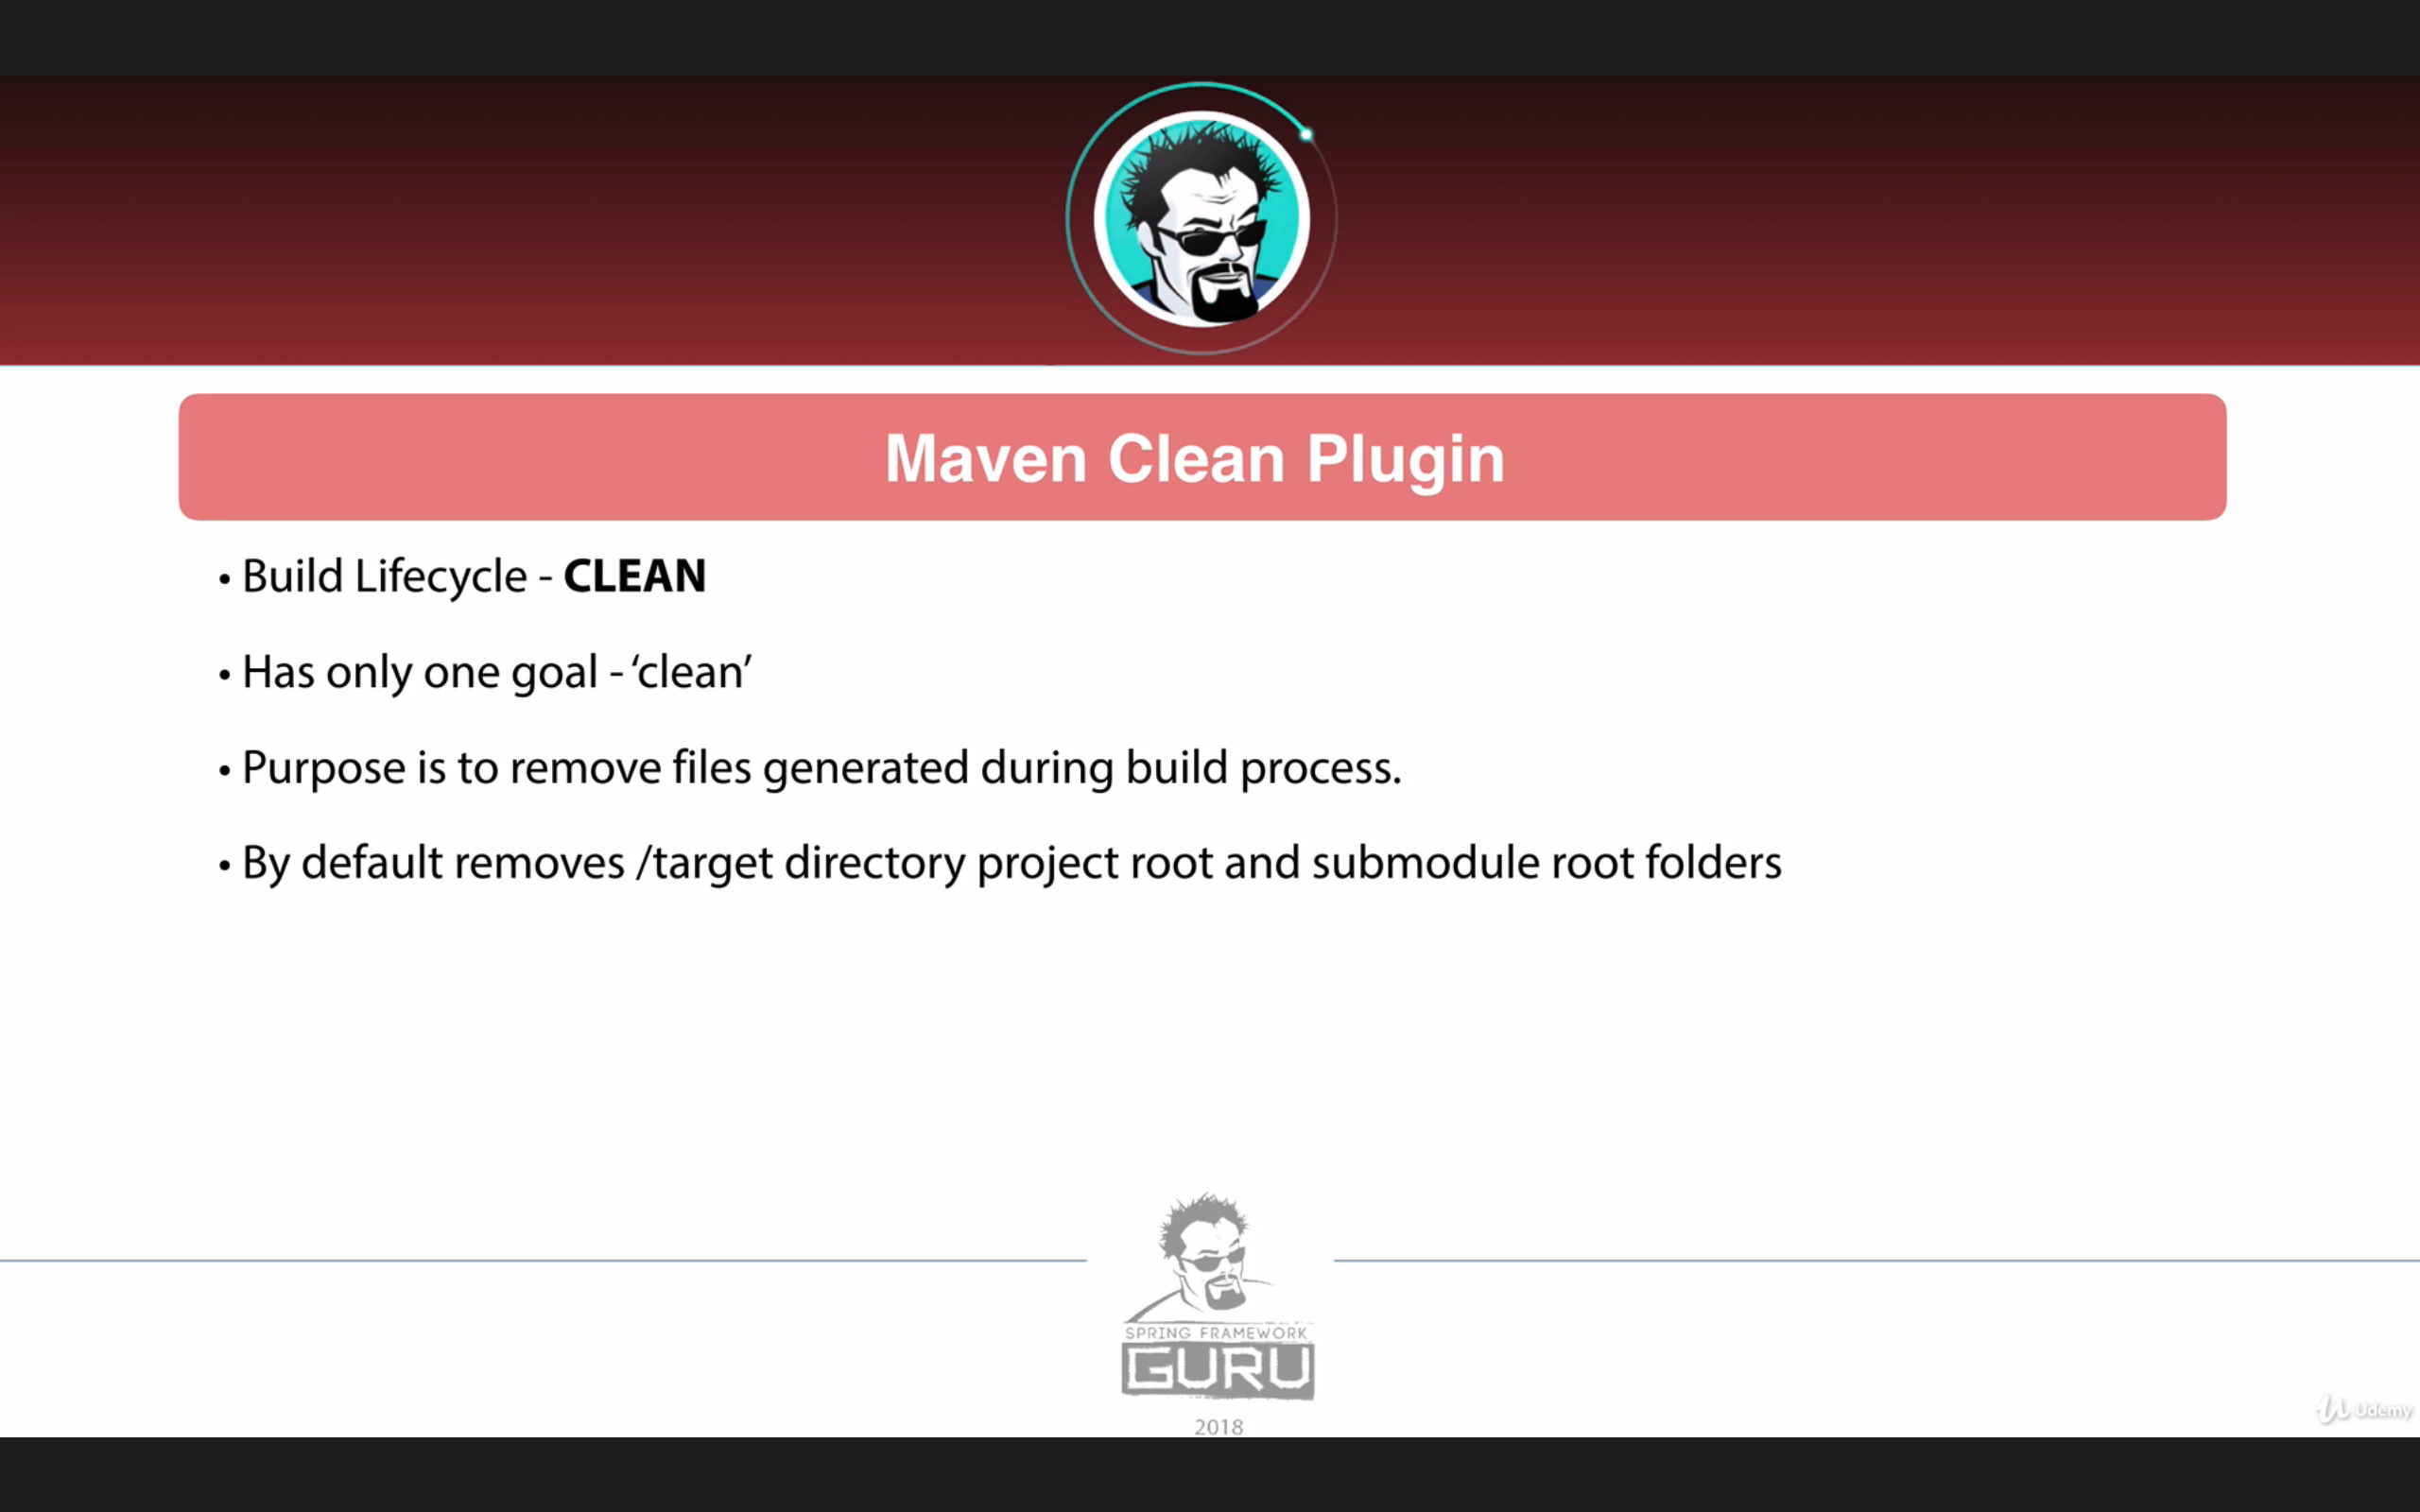 Maven Clean Plugin
• Build Lifecycle - CLEAN
• Has only one goal - ‘clean’
• Purpose is to remove files generated during build process.
• By default removes /target directory project root and submodule root folders
SPRING FRAMEWORK
GURU
2018
Udemy